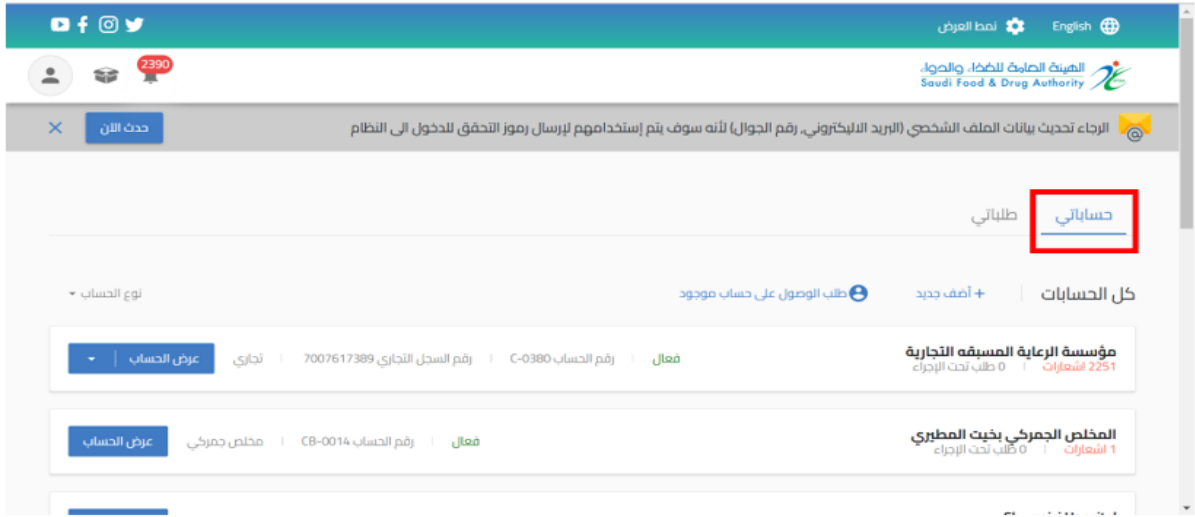 English نمط العرض
الهيئة العامة للغذاء والدواء
Saudi Food & Drug Authority
2390
الرجاء تحديث بيانات الملف الشخصي (البريد الاليكتروني, رقم الجوال) لأنه سوف يتم إستخدامهم لإرسال رموز التحقق للدخول الى النظام حدث الآن
حساباتي طلباتي
كل الحسابات + أضف جديد طلب الوصول على حساب موجود نوع الحساب
مؤسسة الرعاية المسبقه التجارية
2251 اشعارات 0 طلب تحت الإجراء
فعال رقم الحساب C-0380 رقم السجل التجاري 7007617389 تجاري عرض الحساب
المخلص الجمركي بخيت المطيري
1 اشعارات 0 طلب تحت الإجراء
فعال رقم الحساب CB-0014 مخلص جمركي عرض الحساب